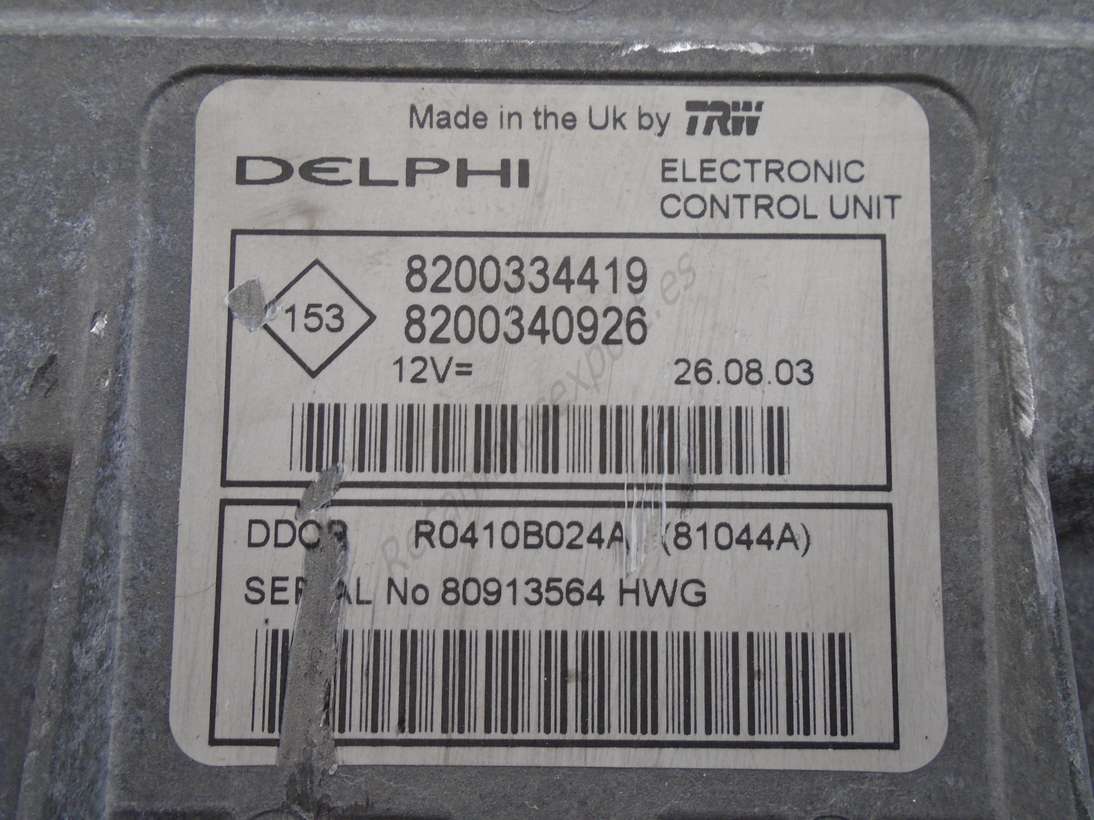 Made in the Uk by TRW
DELPHI
ELECTRONIC
CONTROL UNIT
153
8200334419
8200340926
12V=
26.08.03
R0410B024A (81044A)
No 80913564 HWG